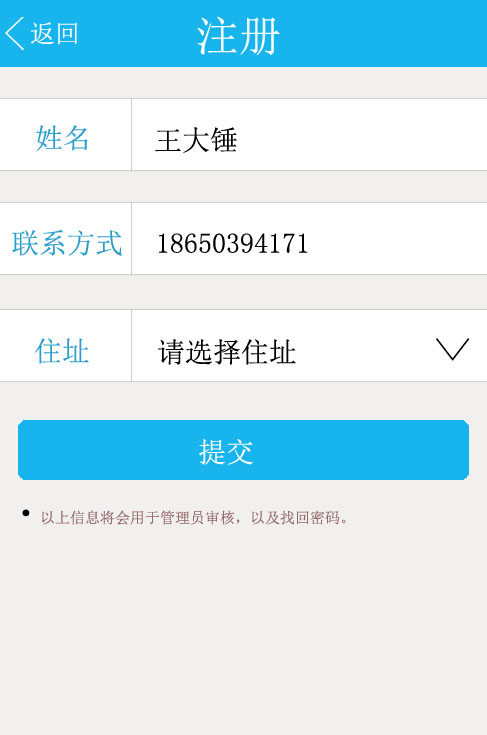 返回
注册
姓名
王大锤
联系方式
18650394171
住址
请选择住址
提交
以上信息将会用于管理员审核，以及找回密码。